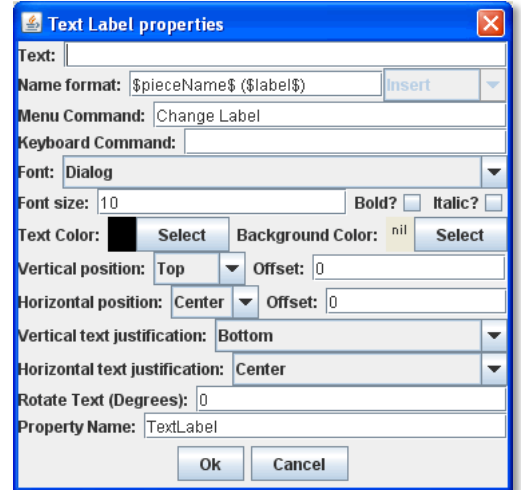 Text Label properties
Text:
Name format: $pieceName$ ($label$) Insert
Menu Command: Change Label
Keyboard Command:
Font: Dialog
Font size: 10 Bold? Italic?
Text Color: Select Background Color: nil Select
Vertical position: Top Offset: 0
Horizontal position: Center Offset: 0
Vertical text justification: Bottom
Horizontal text justification: Center
Rotate Text (Degrees): 0
Property Name: TextLabel
Ok Cancel